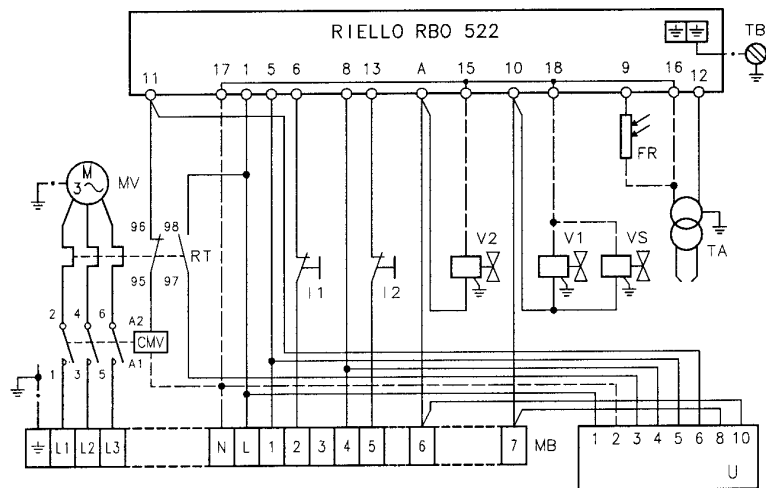 RIELLO RBO 522
TB
11 17 1 5 6 8 13 A 15 10 18 9 16 12
FR
M
3~
MV
96 98
RT
95 97
I1
I2
V2
V1
VS
TA
2 4 6
A2
CMV
A1
1 3 5
L1 L2 L3
N L 1 2 3 4 5 6 7
MB
1 2 3 4 5 6 8 10
U